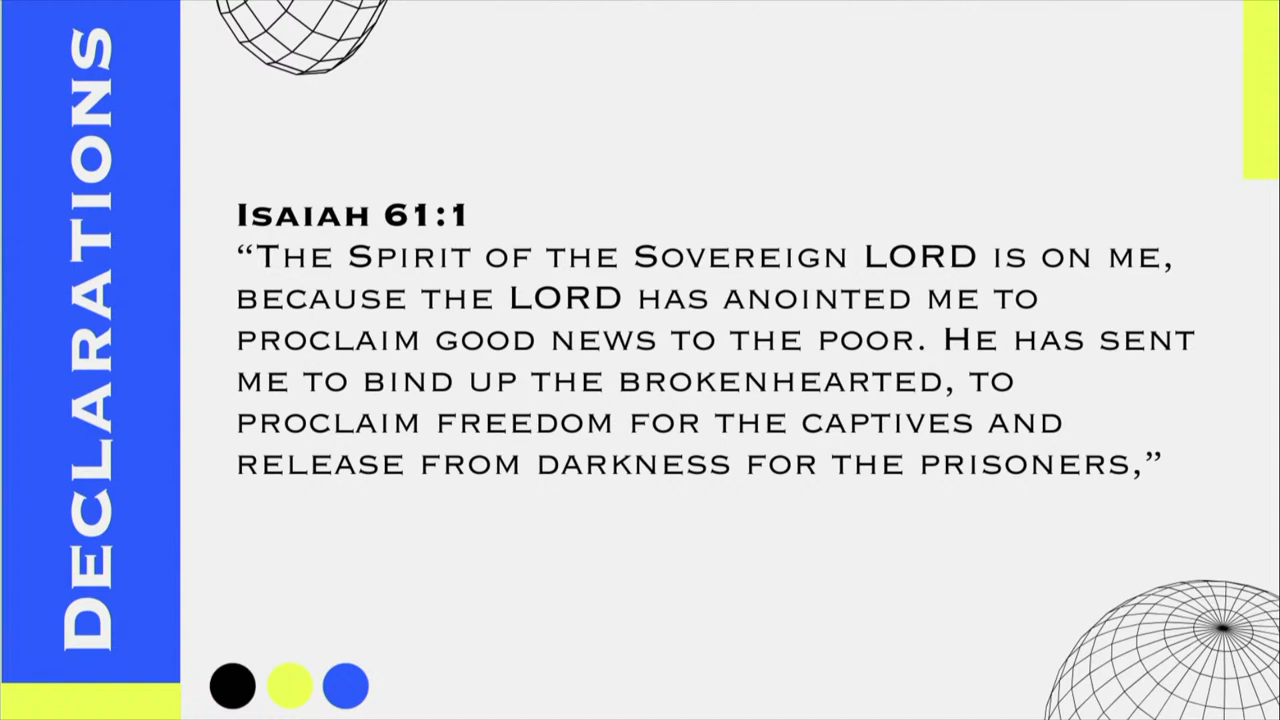 DECLARATIONS
ISAIAH 61:1
“THE SPIRIT OF THE SOVEREIGN LORD IS ON ME,
BECAUSE THE LORD HAS ANOINTED ME TO
PROCLAIM GOOD NEWS TO THE POOR. HE HAS SENT
ME TO BIND UP THE BROKENHEARTED, TO
PROCLAIM FREEDOM FOR THE CAPTIVES AND
RELEASE FROM DARKNESS FOR THE PRISONERS,”